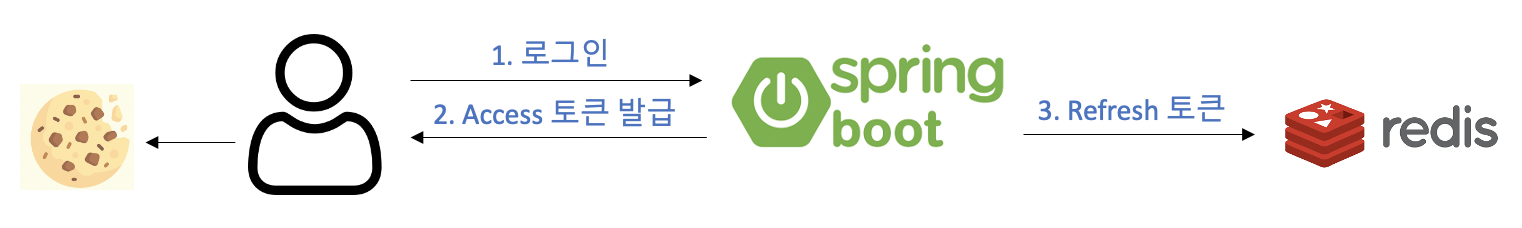 1. 로그인
2. Access 토큰 발급
spring
boot
3. Refresh 토큰
redis